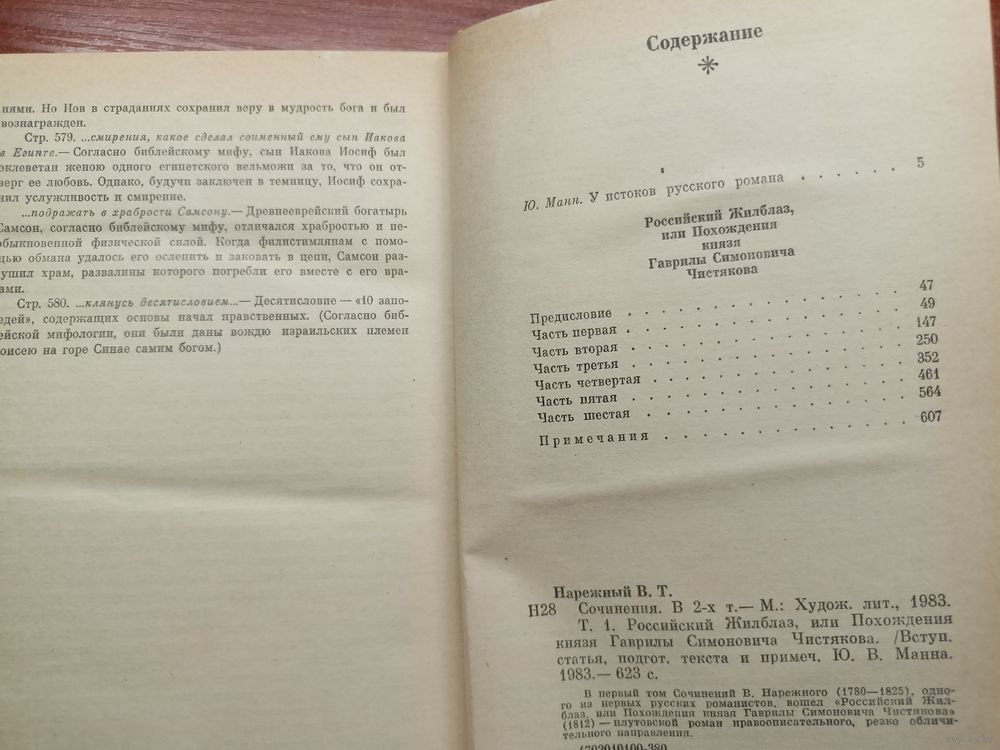 нями. Но Иов в страданиях сохранил веру в мудрость бога и был
вознагражден.
Стр. 579. ...смирения, какое сделал соименный ему сын Иакова
в Египте.— Согласно библейскому мифу, сын Иакова Иосиф был
оклеветан женою одного египетского вельможи за то, что он от-
верг ее любовь. Однако, будучи заключен в темницу, Иосиф сохра-
нил услужливость и смирение.
...подражать в храбрости Самсону.— Древнееврейский богатырь
Самсон, согласно библейскому мифу, отличался храбростью и не-
обыкновенной физической силой. Когда филистимлянам с помо-
щью обмана удалось его ослепить и заковать в цепи, Самсон раз-
ушил храм, развалины которого погребли его вместе с его вра-
ами.
Стр. 580. ...клянусь десятисловием...— Десятисловие — «10 запо-
ведей», содержащих основы начал нравственных. (Согласно биб-
ейской мифологии, они были даны вождю израильских племен
оисею на горе Синае самим богом.)
Содержание
Ю. Манн. У истоков русского романа . . . . . . 5
Российский Жилблаз,
или Похождения
князя
Гаврилы Симоновича
Чистякова
Предисловие . . . . . . . . . . . . 47
Часть первая . . . . . . . . . . . . 49
Часть вторая . . . . . . . . . . . . 147
Часть третья . . . . . . . . . . . . 250
Часть четвертая . . . . . . . . . . . 352
Часть пятая . . . . . . . . . . . . 461
Часть шестая . . . . . . . . . . . . 564
Примечания . . . . . . . . . . . . 607
Нарежный В. Т.
Н28 Сочинения. В 2-х т.— М.: Худож. лит., 1983.
Т. 1. Российский Жилблаз, или Похождения
князя Гаврилы Симоновича Чистякова. /Вступ.
статья, подгот. текста и примеч. Ю. В. Манна.
1983.— 623 с.
В первый том Сочинений В. Нарежного (1780—1825), одно-
го из первых русских романистов, вошел «Российский Жил-
блаз, или Похождения князя Гаврилы Симоновича Чистякова»
(1812) — плутовской роман нравоописательного, резко обличи-
тельного направления.
4702010100-380